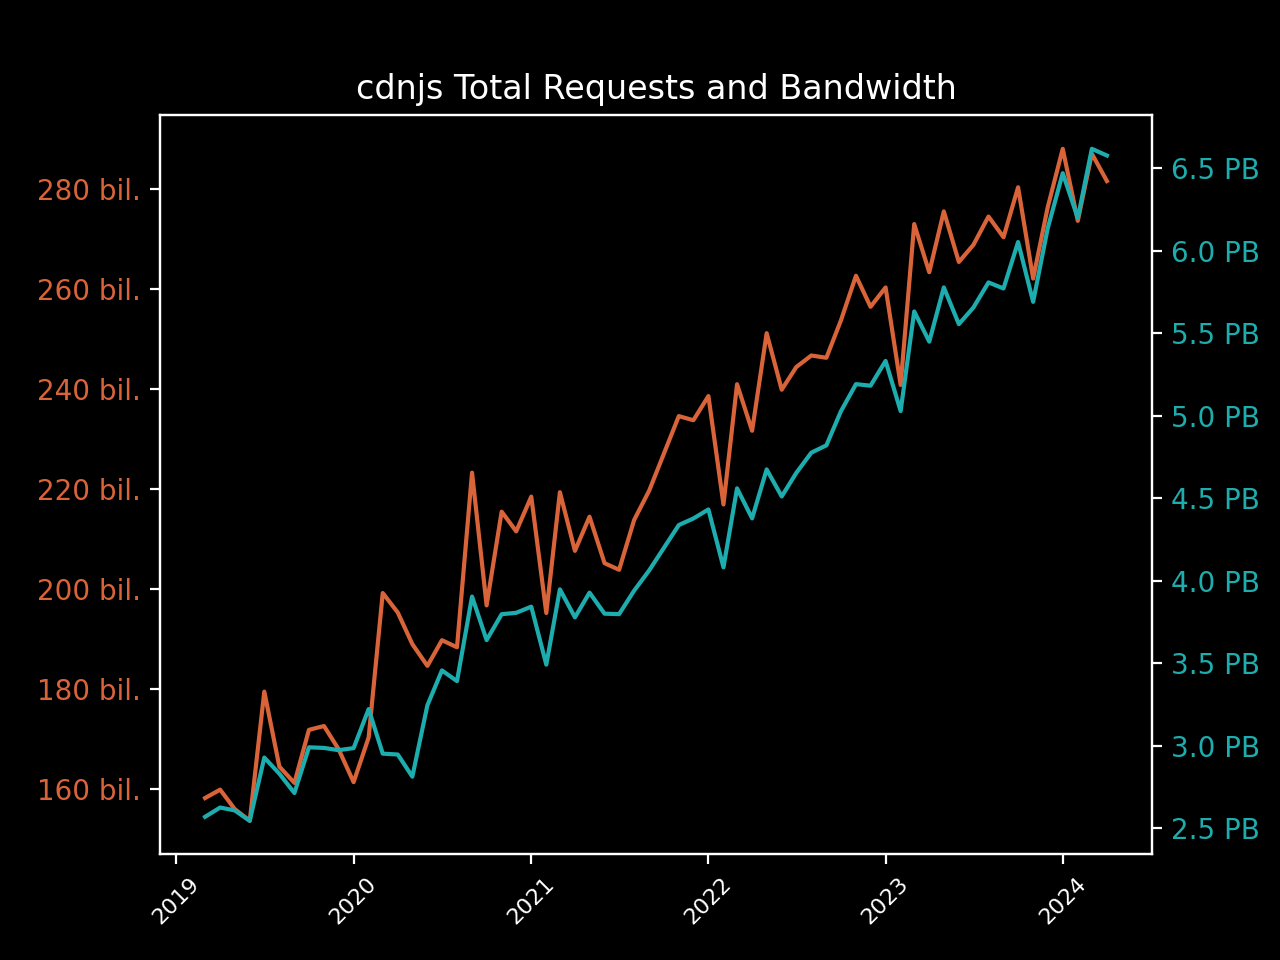 cdnjs Total Requests and Bandwidth
280 bil.
260 bil.
240 bil.
220 bil.
200 bil.
180 bil.
160 bil.
6.5 PB
6.0 PB
5.5 PB
5.0 PB
4.5 PB
4.0 PB
3.5 PB
3.0 PB
2.5 PB
2019
2020
2021
2022
2023
2024